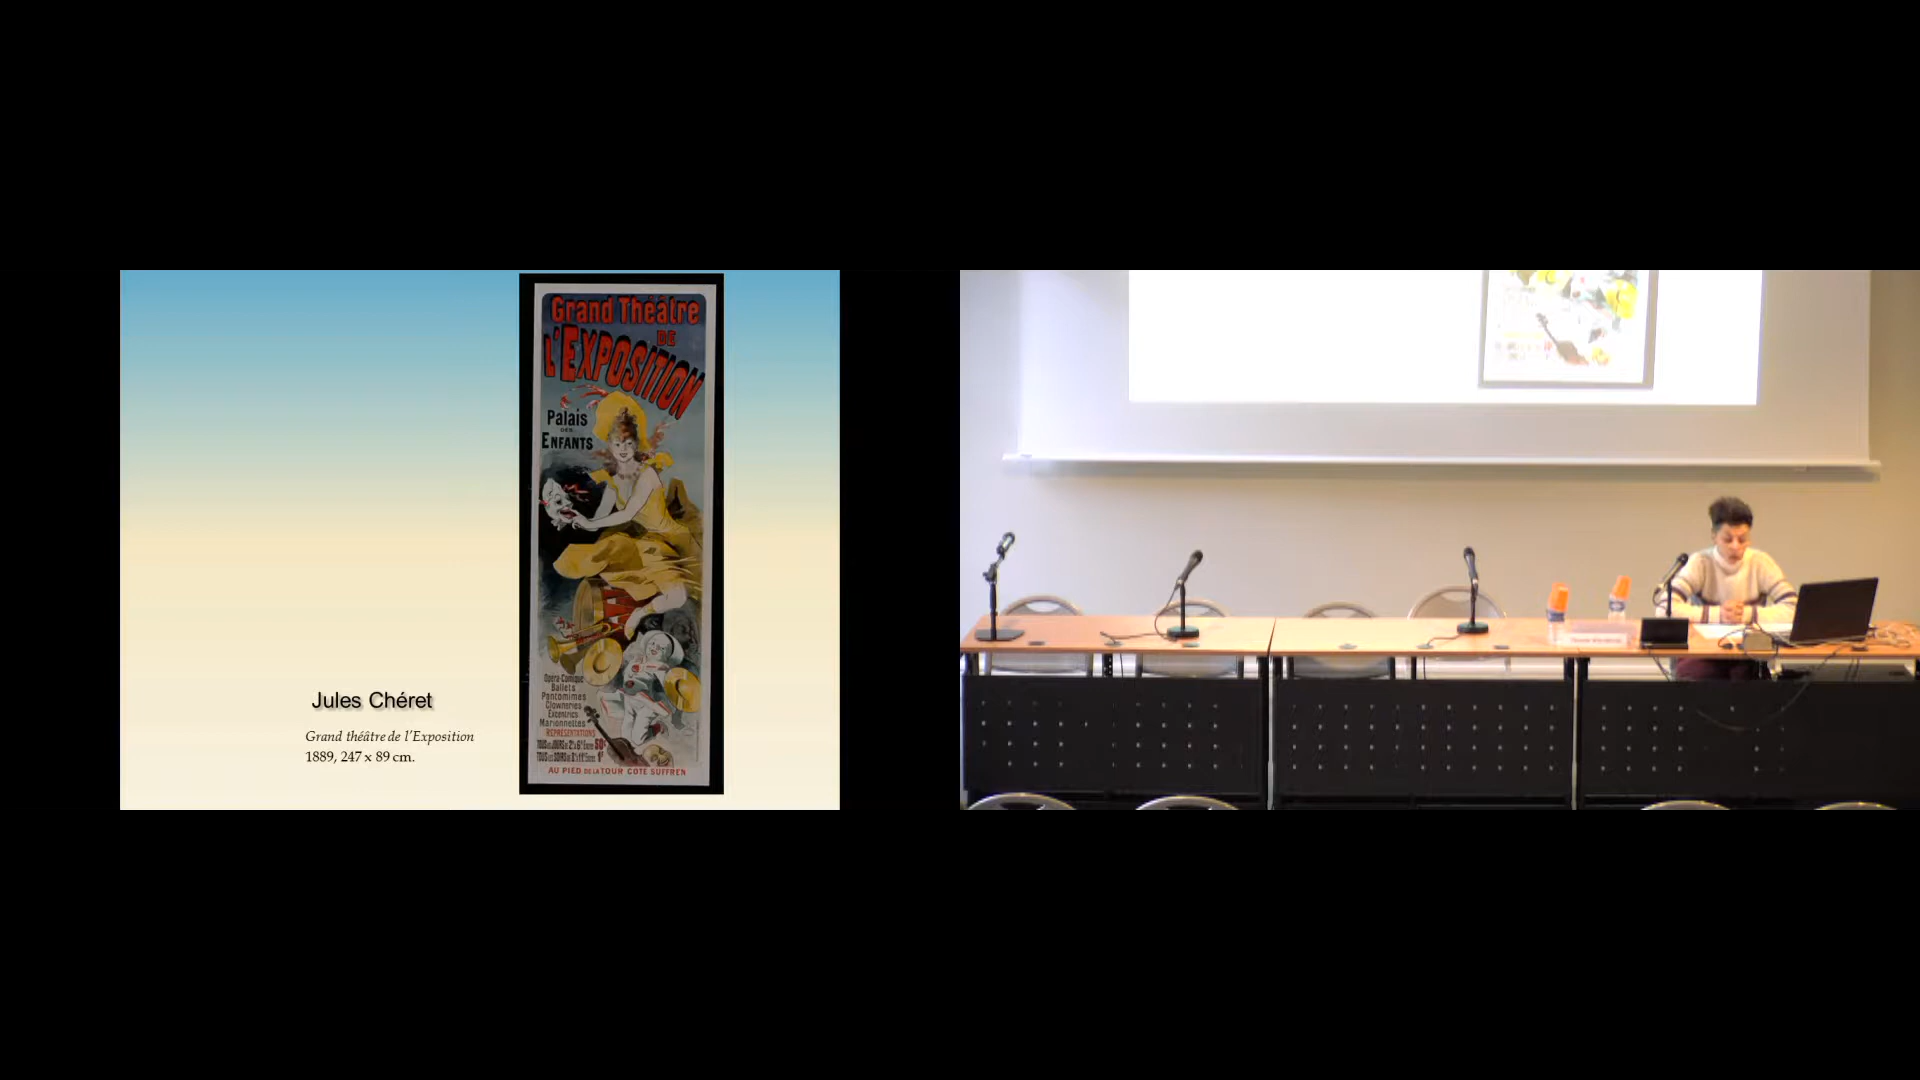 Grand Théâtre
DE
L'EXPOSITION
Palais
DES
ENFANTS
Opéra-Comique
Ballets
Pantomimes
Clowneries
Excentrics
Marionnettes
REPRÉSENTATIONS
AU PIED DE LA TOUR COTÉ SUFFREN
Jules Chéret
Grand théâtre de l'Exposition
1889, 247 x 89 cm.